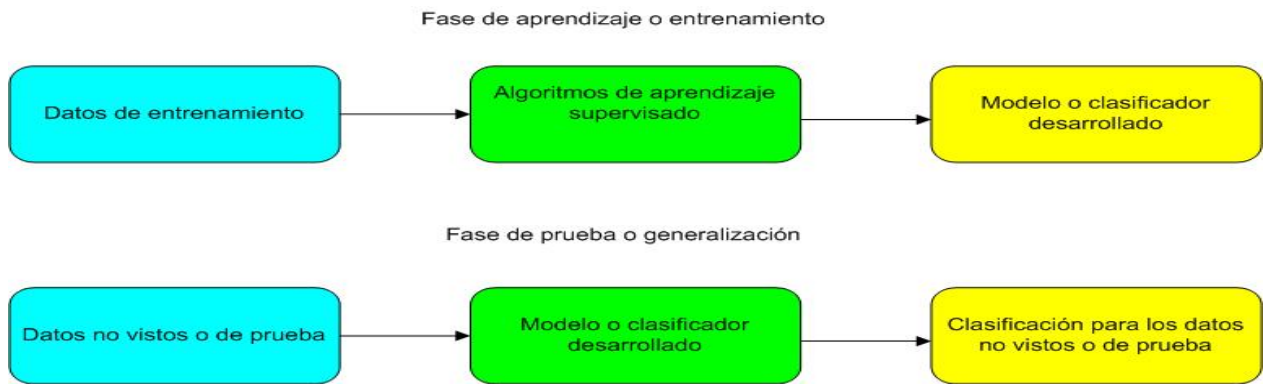 Fase de aprendizaje o entrenamiento
Datos de entrenamiento
Algoritmos de aprendizaje
supervisado
Modelo o clasificador
desarrollado
Fase de prueba o generalización
Datos no vistos o de prueba
Modelo o clasificador
desarrollado
Clasificación para los datos
no vistos o de prueba